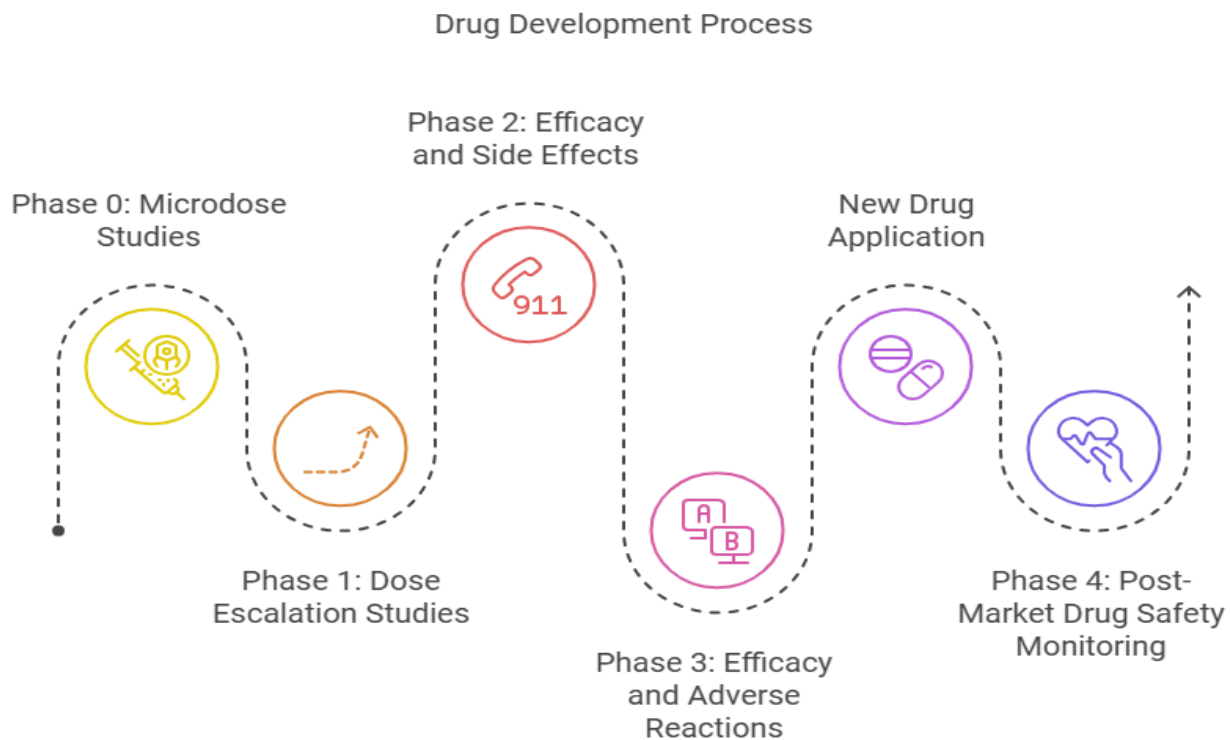 Drug Development Process
Phase 0: Microdose
Studies
Phase 1: Dose
Escalation Studies
Phase 2: Efficacy
and Side Effects
911
Phase 3: Efficacy
and Adverse
Reactions
A
B
New Drug
Application
Phase 4: Post-
Market Drug Safety
Monitoring